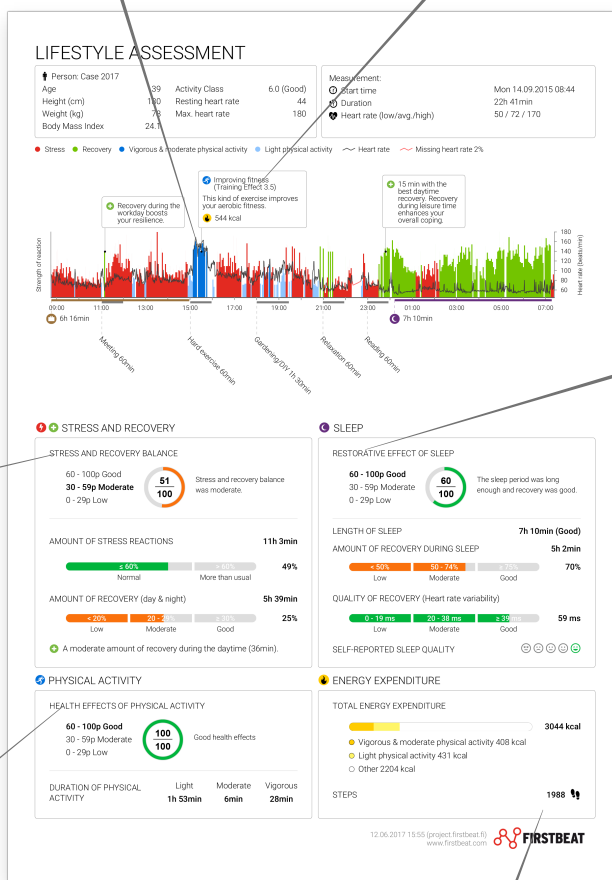 LIFESTYLE ASSESSMENT
Person: Case 2017
Age 39 Activity Class 6.0 (Good)
Height (cm) 180 Resting heart rate 44
Weight (kg) 78 Max. heart rate 180
Body Mass Index 24.1
Measurement:
Start time Mon 14.09.2015 08:44
Duration 22h 41min
Heart rate (low/avg./high) 50 / 72 / 170
Stress Recovery Vigorous & moderate physical activity Light physical activity Heart rate Missing heart rate 2%
Recovery during the
workday boosts
your resilience.
Improving fitness
(Training Effect 3.5)
This kind of exercise improves
your aerobic fitness.
544 kcal
15 min with the
best daytime
recovery. Recovery
during leisure time
enhances your
overall coping.
Strength of reaction
180
160
140
120
100
80
60
Heart rate (beats/min)
09:00 11:00 13:00 15:00 17:00 19:00 21:00 23:00 01:00 03:00 05:00 07:00
6h 16min
7h 10min
Meeting 60min
Hard exercise 60min
Gardening/DIY 1h 30min
Relaxation 60min
Reading 60min
STRESS AND RECOVERY
STRESS AND RECOVERY BALANCE
60 - 100p Good
30 - 59p Moderate
0 - 29p Low
51
100
Stress and recovery balance
was moderate.
AMOUNT OF STRESS REACTIONS 11h 3min
≤ 60% > 60% 49%
Normal More than usual
AMOUNT OF RECOVERY (day & night) 5h 39min
< 20% 20 - 29% ≥ 30% 25%
Low Moderate Good
A moderate amount of recovery during the daytime (36min).
SLEEP
RESTORATIVE EFFECT OF SLEEP
60 - 100p Good
30 - 59p Moderate
0 - 29p Low
60
100
The sleep period was long
enough and recovery was good.
LENGTH OF SLEEP 7h 10min (Good)
AMOUNT OF RECOVERY DURING SLEEP 5h 2min
< 50% 50 - 74% ≥ 75% 70%
Low Moderate Good
QUALITY OF RECOVERY (Heart rate variability)
0 - 19 ms 20 - 38 ms ≥ 39 ms 59 ms
Low Moderate Good
SELF-REPORTED SLEEP QUALITY
PHYSICAL ACTIVITY
HEALTH EFFECTS OF PHYSICAL ACTIVITY
60 - 100p Good
30 - 59p Moderate
0 - 29p Low
100
100
Good health effects
DURATION OF PHYSICAL
ACTIVITY
Light Moderate Vigorous
1h 53min 6min 28min
ENERGY EXPENDITURE
TOTAL ENERGY EXPENDITURE
3044 kcal
Vigorous & moderate physical activity 408 kcal
Light physical activity 431 kcal
Other 2204 kcal
STEPS 1988
12.06.2017 15:55 (project.firstbeat.fi)
www.firstbeat.com
FIRSTBEAT